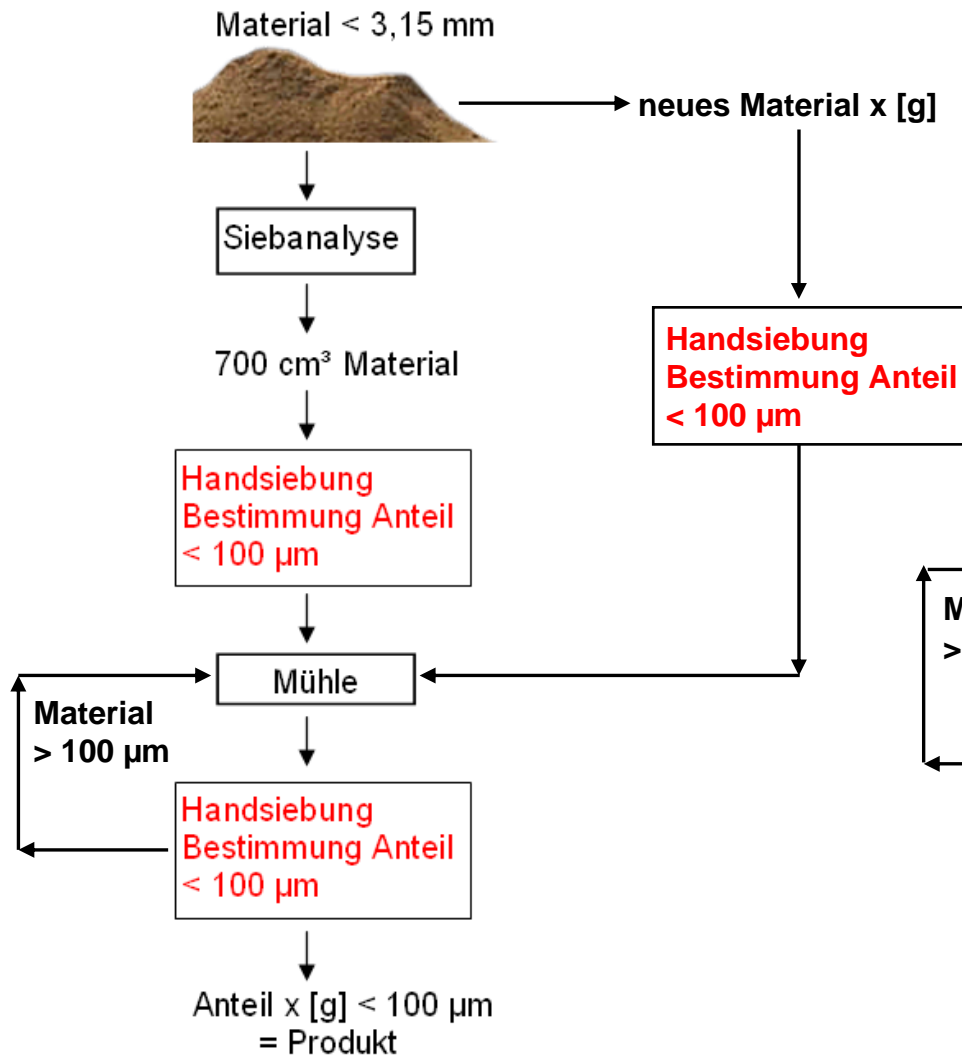 Material < 3,15 mm
neues Material x [g]
Siebanalyse
700 cm³ Material
Handsiebung
Bestimmung Anteil
< 100 µm
Handsiebung
Bestimmung Anteil
< 100 µm
Mühle
Material
> 100 µm
M
>
Handsiebung
Bestimmung Anteil
< 100 µm
Anteil x [g] < 100 µm
= Produkt